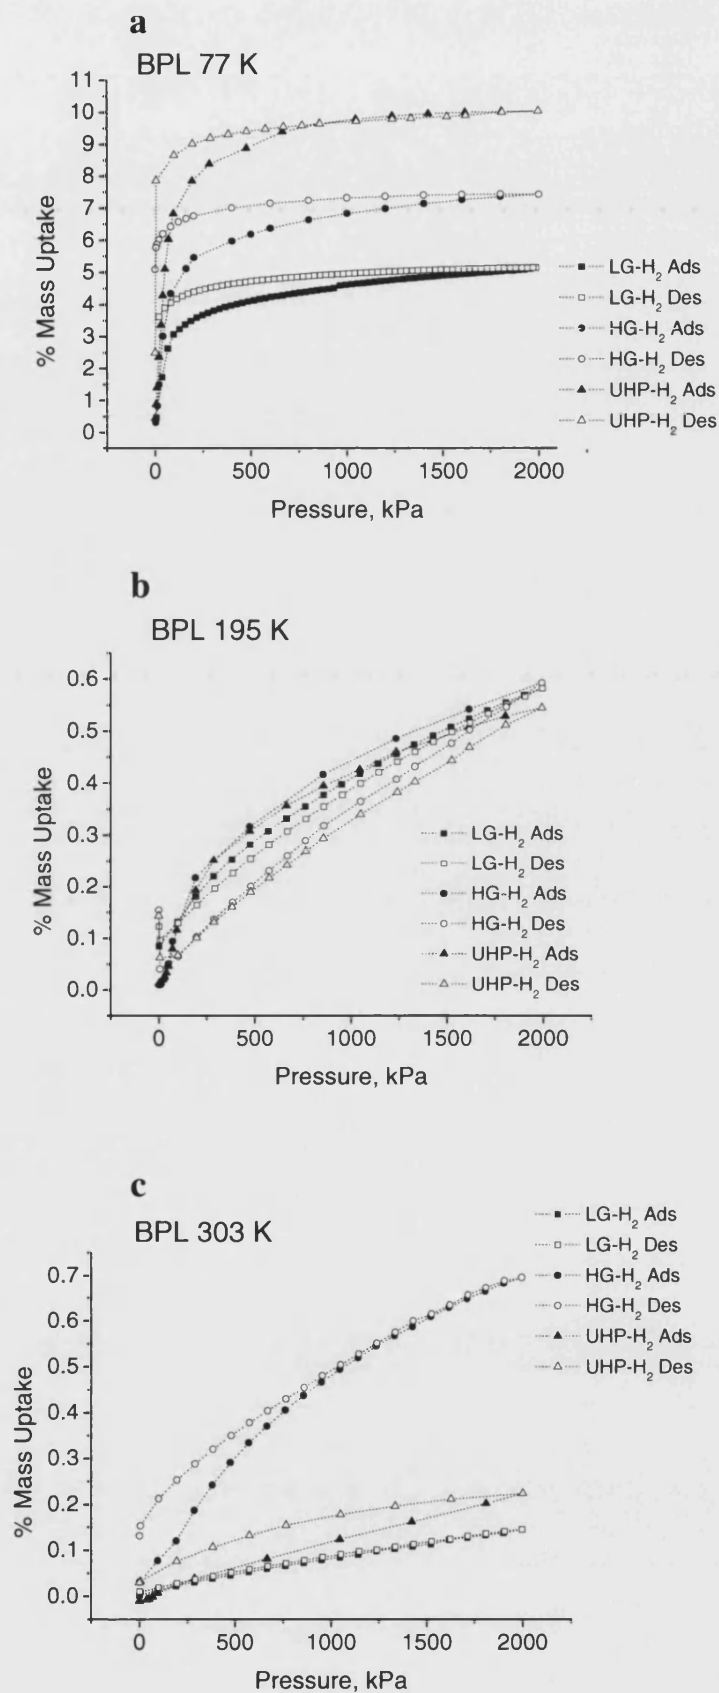 a
BPL 77 K
11
10
9
8
7
6
5
4
3
2
1
0
% Mass Uptake
0 500 1000 1500 2000
Pressure, kPa
LG-H₂ Ads
LG-H₂ Des
HG-H₂ Ads
HG-H₂ Des
UHP-H₂ Ads
UHP-H₂ Des
b
BPL 195 K
0.6
0.5
0.4
0.3
0.2
0.1
0.0
% Mass Uptake
0 500 1000 1500 2000
Pressure, kPa
LG-H₂ Ads
LG-H₂ Des
HG-H₂ Ads
HG-H₂ Des
UHP-H₂ Ads
UHP-H₂ Des
c
BPL 303 K
0.7
0.6
0.5
0.4
0.3
0.2
0.1
0.0
% Mass Uptake
0 500 1000 1500 2000
Pressure, kPa
LG-H₂ Ads
LG-H₂ Des
HG-H₂ Ads
HG-H₂ Des
UHP-H₂ Ads
UHP-H₂ Des